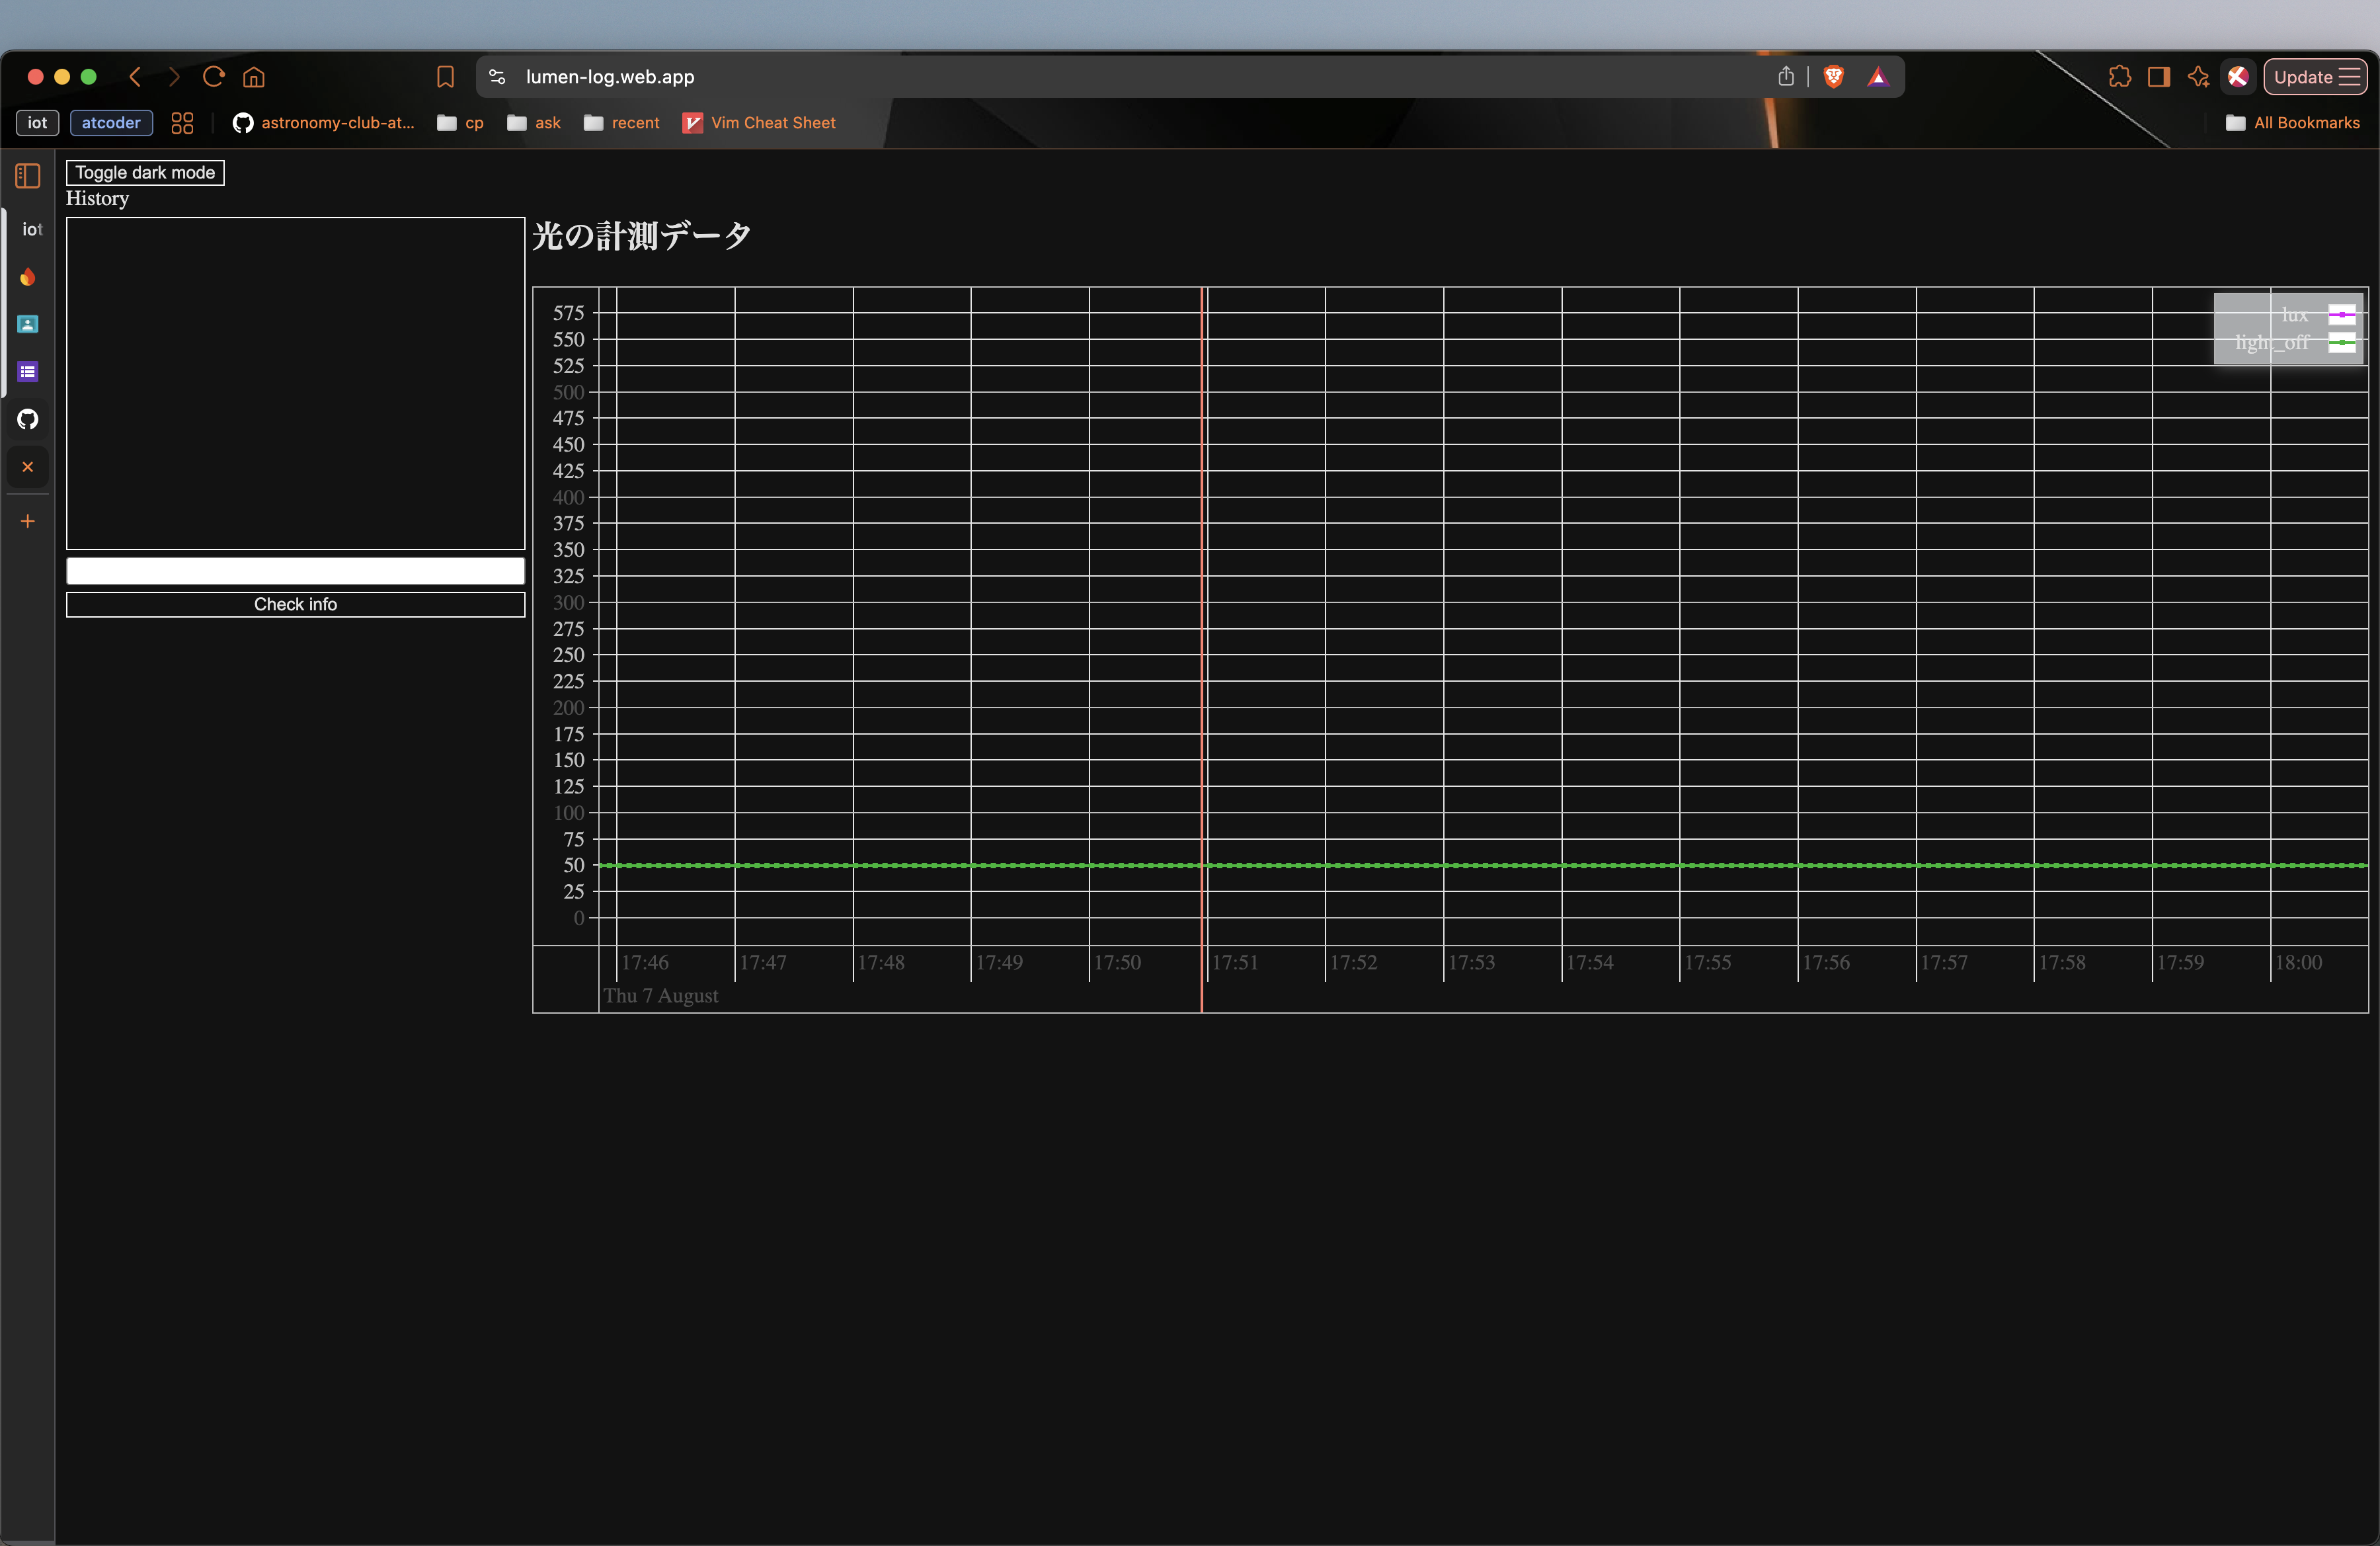 lumen-log.web.app
Update
iot
atcoder
astronomy-club-at...
cp
ask
recent
Vim Cheat Sheet
All Bookmarks
iot
Toggle dark mode
History
Check info
光の計測データ
lux
light_off
575
550
525
500
475
450
425
400
375
350
325
300
275
250
225
200
175
150
125
100
75
50
25
0
17:46 17:47 17:48 17:49 17:50 17:51 17:52 17:53 17:54 17:55 17:56 17:57 17:58 17:59 18:00
Thu 7 August